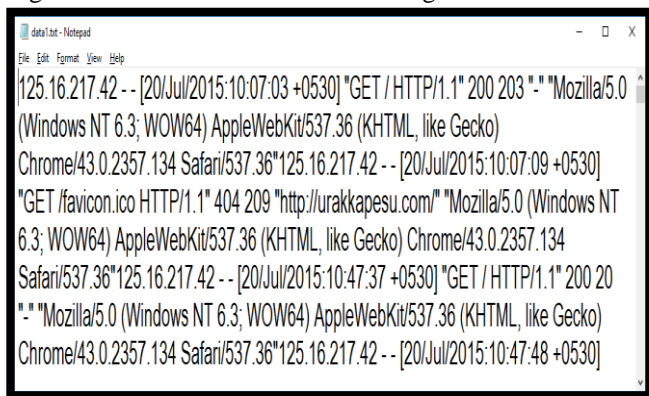 data1.txt - Notepad
File Edit Format View Help
125.16.217.42 - - [20/Jul/2015:10:07:03 +0530] "GET / HTTP/1.1" 200 203 "-" "Mozilla/5.0
(Windows NT 6.3; WOW64) AppleWebKit/537.36 (KHTML, like Gecko)
Chrome/43.0.2357.134 Safari/537.36"125.16.217.42 - - [20/Jul/2015:10:07:09 +0530]
"GET /favicon.ico HTTP/1.1" 404 209 "http://urakkapesu.com/" "Mozilla/5.0 (Windows NT
6.3; WOW64) AppleWebKit/537.36 (KHTML, like Gecko) Chrome/43.0.2357.134
Safari/537.36"125.16.217.42 - - [20/Jul/2015:10:47:37 +0530] "GET / HTTP/1.1" 200 20
"-" "Mozilla/5.0 (Windows NT 6.3; WOW64) AppleWebKit/537.36 (KHTML, like Gecko)
Chrome/43.0.2357.134 Safari/537.36"125.16.217.42 - - [20/Jul/2015:10:47:48 +0530]